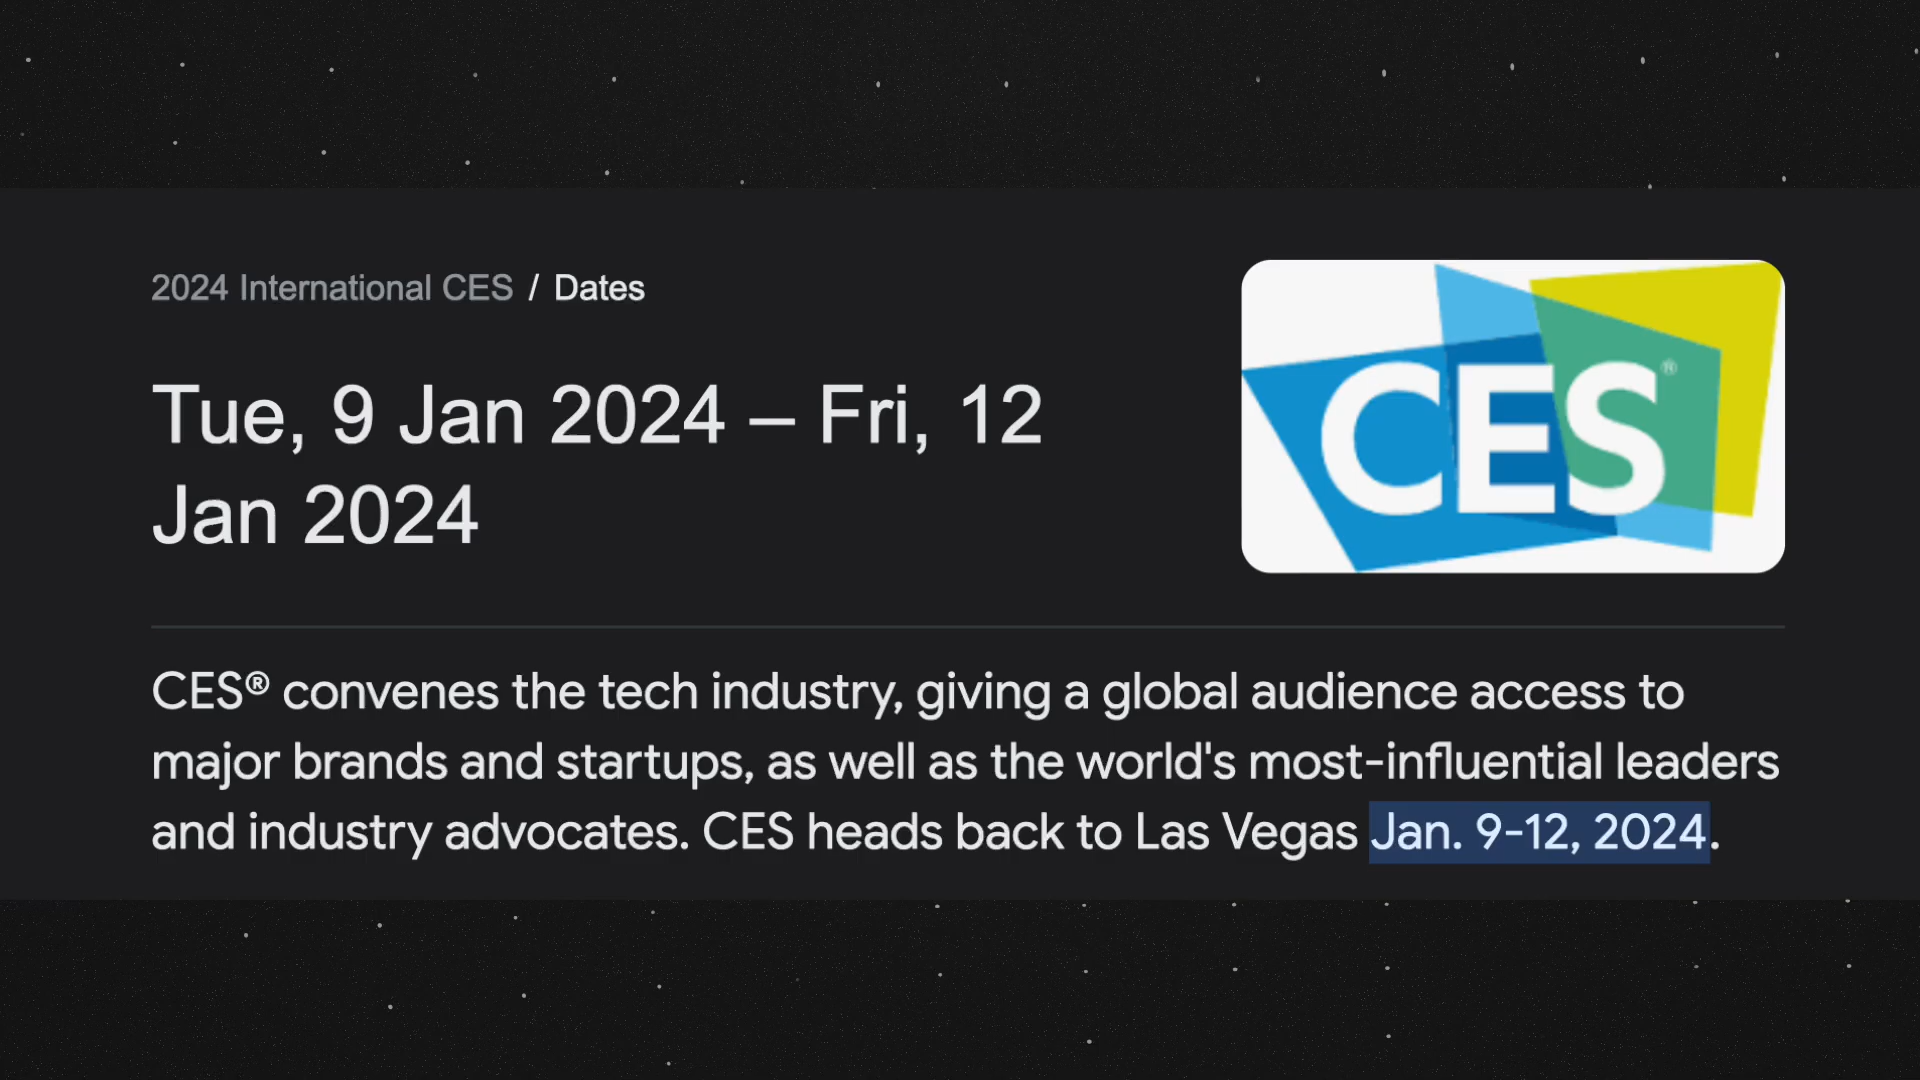 2024 International CES / Dates
Tue, 9 Jan 2024 – Fri, 12
Jan 2024
CES®
CES® convenes the tech industry, giving a global audience access to
major brands and startups, as well as the world's most-influential leaders
and industry advocates. CES heads back to Las Vegas Jan. 9-12, 2024.